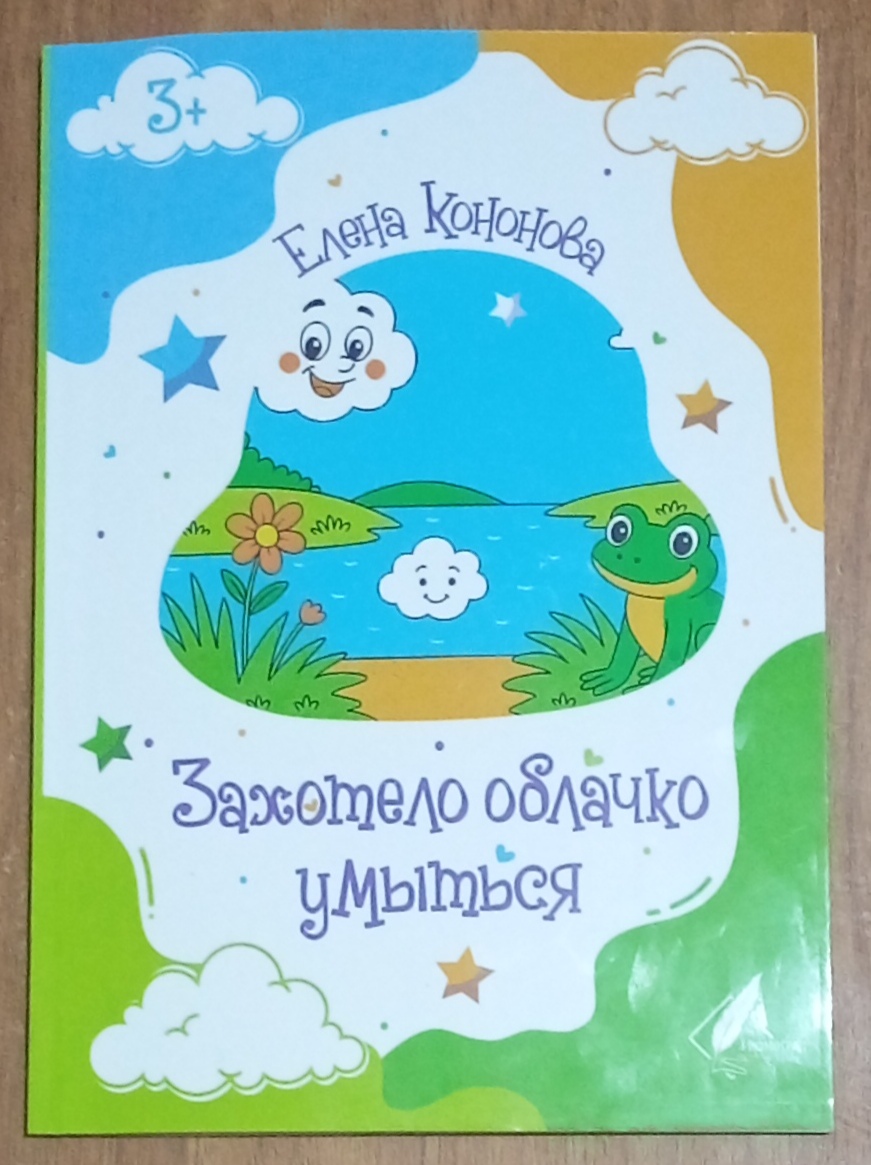 3+
Елена Кононова
Захотело облачко
умыться